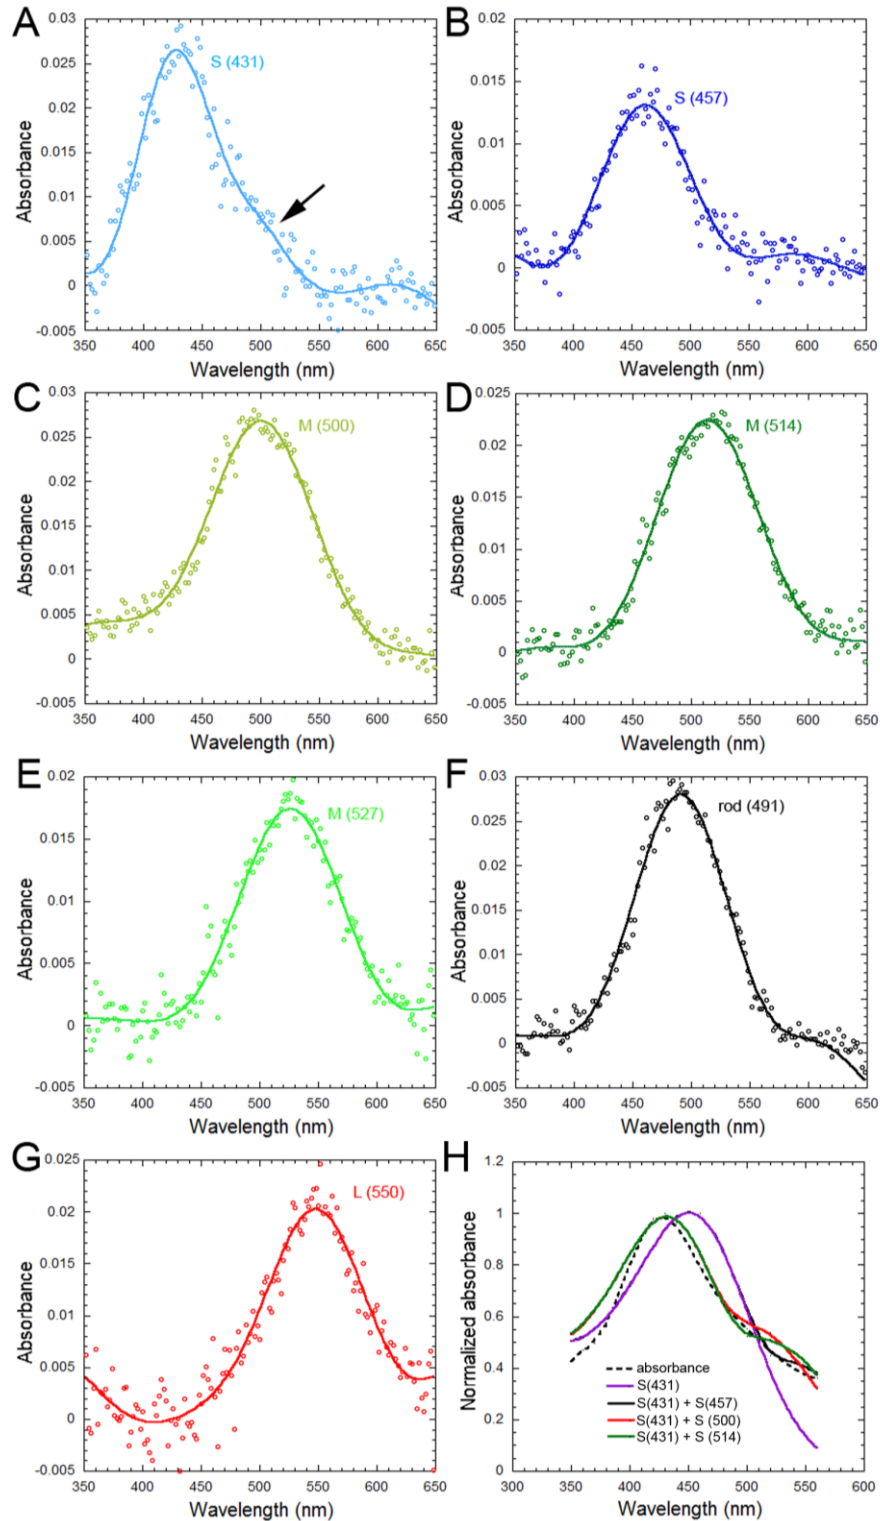 A
0.03
0.025
0.02
0.015
0.01
0.005
0
-0.005
Absorbance
S (431)
350 400 450 500 550 600 650
Wavelength (nm)
B
0.02
0.015
0.01
0.005
0
-0.005
Absorbance
S (457)
350 400 450 500 550 600 650
Wavelength (nm)
C
0.03
0.025
0.02
0.015
0.01
0.005
0
-0.005
Absorbance
M (500)
350 400 450 500 550 600 650
Wavelength (nm)
D
0.025
0.02
0.015
0.01
0.005
0
-0.005
Absorbance
M (514)
350 400 450 500 550 600 650
Wavelength (nm)
E
0.02
0.015
0.01
0.005
0
-0.005
Absorbance
M (527)
350 400 450 500 550 600 650
Wavelength (nm)
F
0.03
0.025
0.02
0.015
0.01
0.005
0
-0.005
Absorbance
rod (491)
350 400 450 500 550 600 650
Wavelength (nm)
G
0.025
0.02
0.015
0.01
0.005
0
-0.005
Absorbance
L (550)
350 400 450 500 550 600 650
Wavelength (nm)
H
1.2
1
0.8
0.6
0.4
0.2
0
Normalized absorbance
absorbance
S(431)
S(431) + S(457)
S(431) + S (500)
S(431) + S (514)
300 350 400 450 500 550 600
Wavelength (nm)